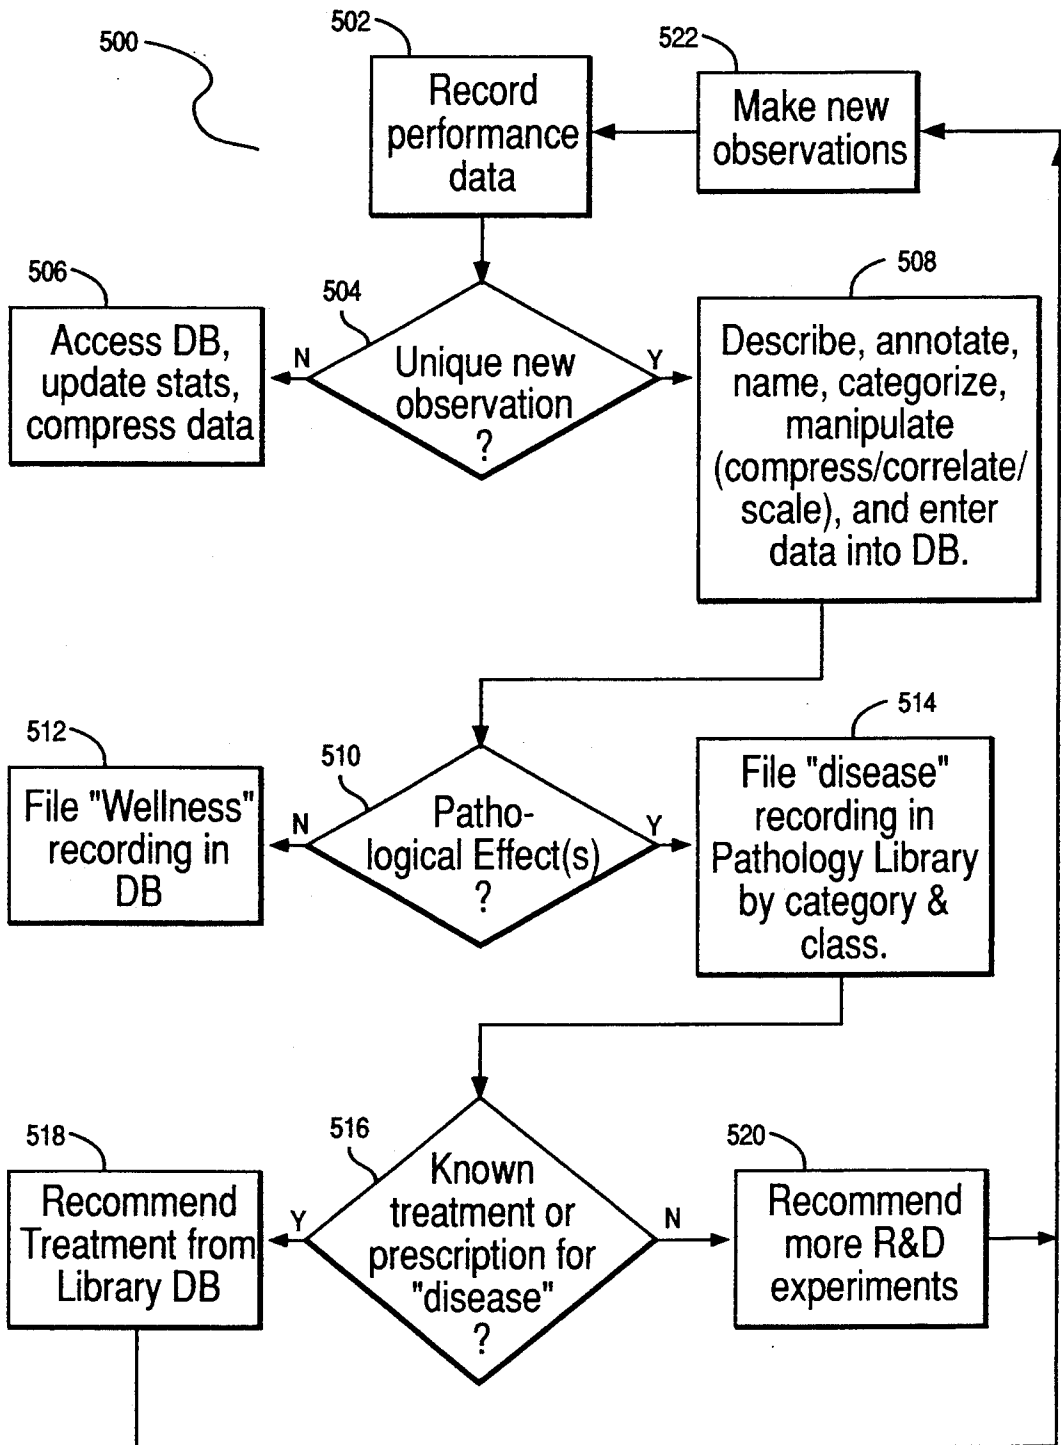 500
502
Record
performance
data
522
Make new
observations
506
Access DB,
update stats,
compress data
N
504
Unique new
observation
?
Y
508
Describe, annotate,
name, categorize,
manipulate
(compress/correlate/
scale), and enter
data into DB.
512
File "Wellness"
recording in
DB
N
510
Patho-
logical Effect(s)
?
Y
514
File "disease"
recording in
Pathology Library
by category &
class.
518
Recommend
Treatment from
Library DB
Y
516
Known
treatment or
prescription for
"disease"
?
N
520
Recommend
more R&D
experiments